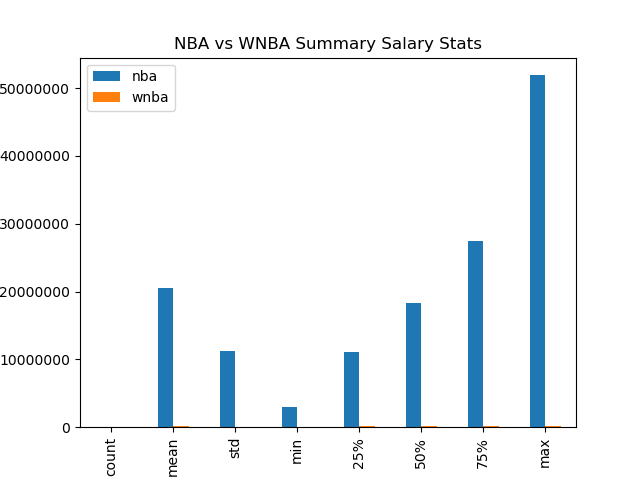 NBA vs WNBA Summary Salary Stats
nba
wnba
50000000
40000000
30000000
20000000
10000000
0
count
mean
std
min
25%
50%
75%
max